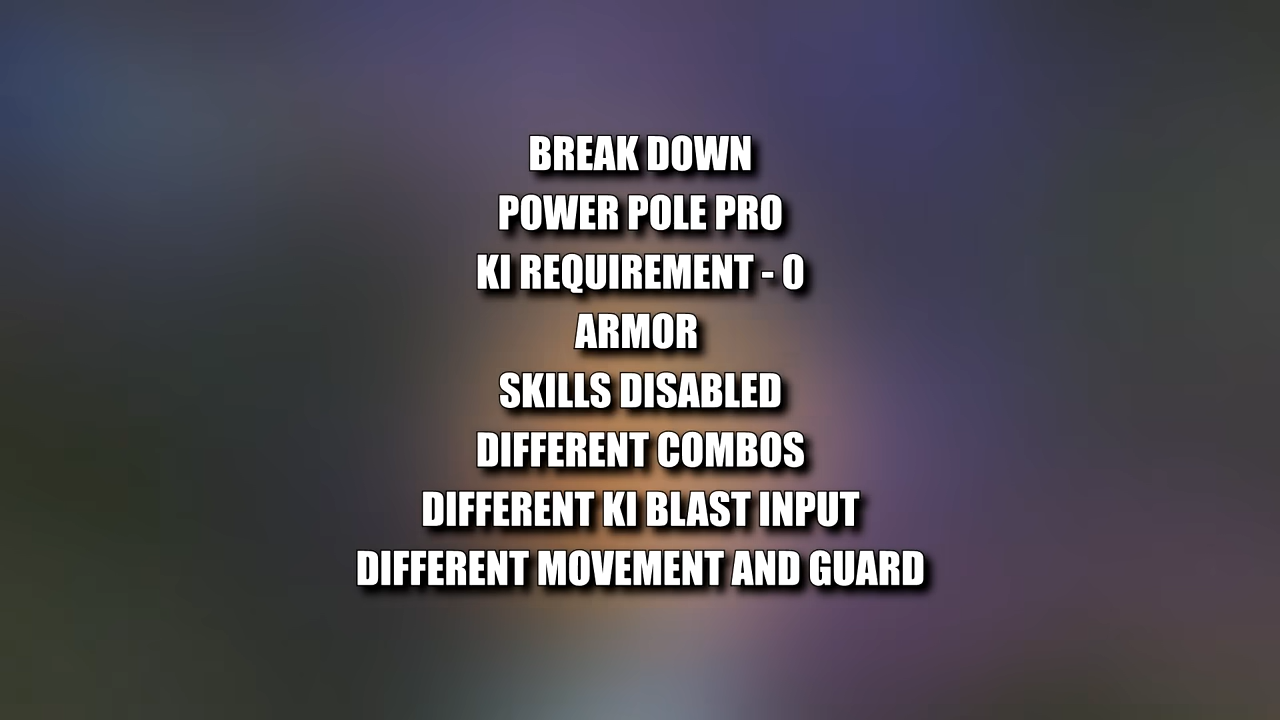 BREAK DOWN
POWER POLE PRO
KI REQUIREMENT - 0
ARMOR
SKILLS DISABLED
DIFFERENT COMBOS
DIFFERENT KI BLAST INPUT
DIFFERENT MOVEMENT AND GUARD